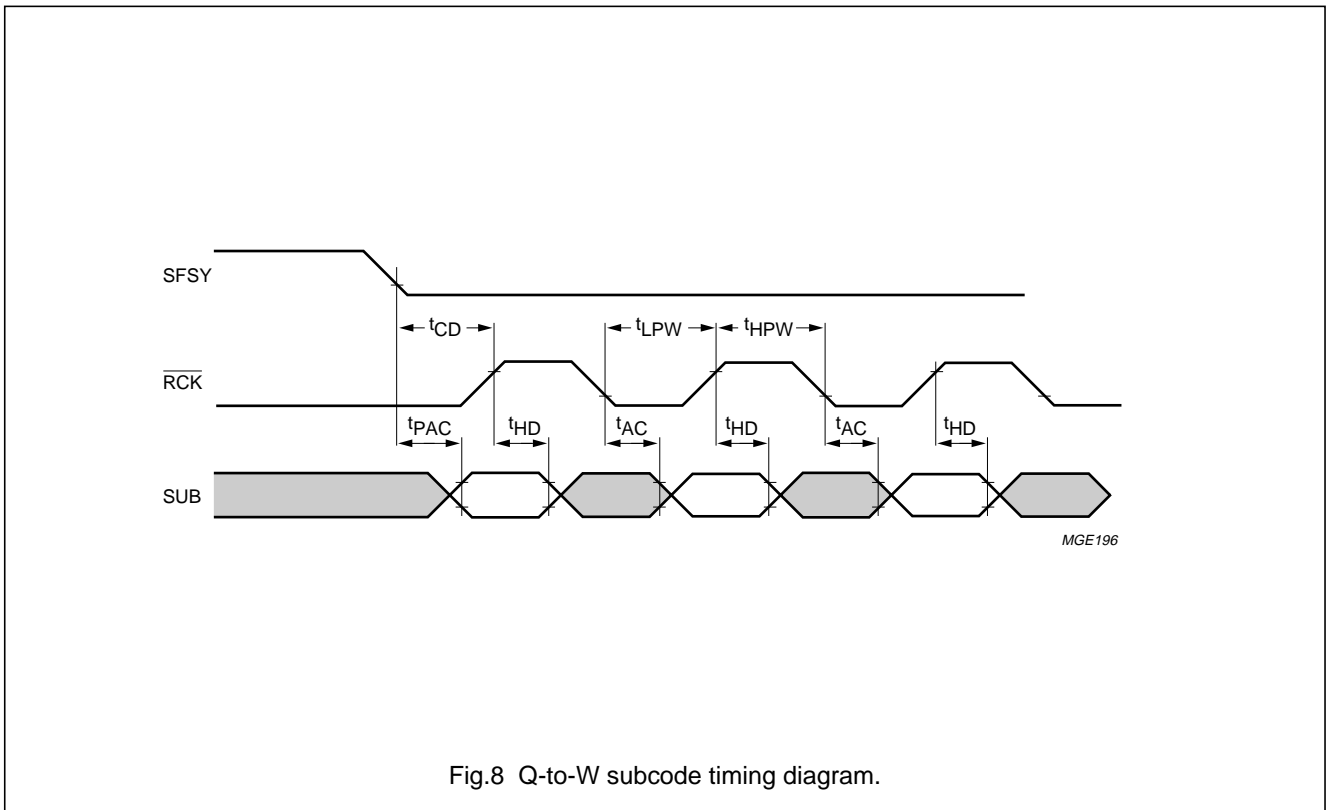 SFSY
tCD tLPW tHPW
RCK
tPAC tHD tAC tHD tAC tHD
SUB
MGE196
Fig.8 Q-to-W subcode timing diagram.